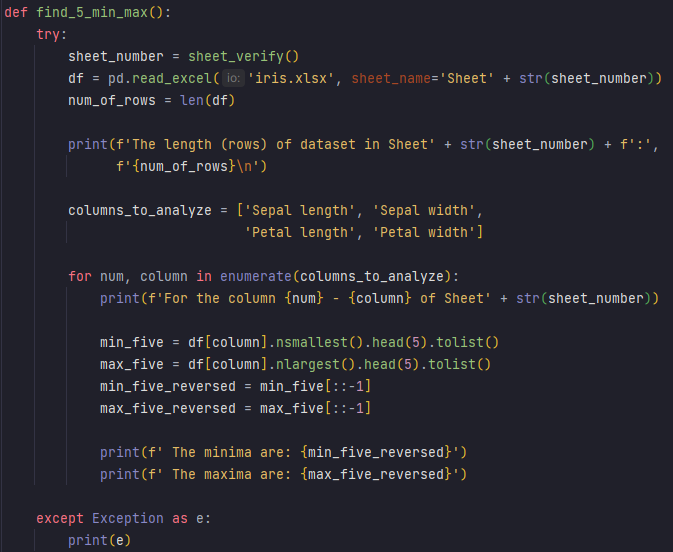 def find_5_min_max():
    try:
        sheet_number = sheet_verify()
        df = pd.read_excel( io: 'iris.xlsx', sheet_name='Sheet' + str(sheet_number))
        num_of_rows = len(df)

        print(f'The length (rows) of dataset in Sheet' + str(sheet_number) + f':',
              f'{num_of_rows}\n')

        columns_to_analyze = ['Sepal length', 'Sepal width',
                              'Petal length', 'Petal width']

        for num, column in enumerate(columns_to_analyze):
            print(f'For the column {num} - {column} of Sheet' + str(sheet_number))

            min_five = df[column].nsmallest().head(5).tolist()
            max_five = df[column].nlargest().head(5).tolist()
            min_five_reversed = min_five[::-1]
            max_five_reversed = max_five[::-1]

            print(f' The minima are: {min_five_reversed}')
            print(f' The maxima are: {max_five_reversed}')

    except Exception as e:
        print(e)